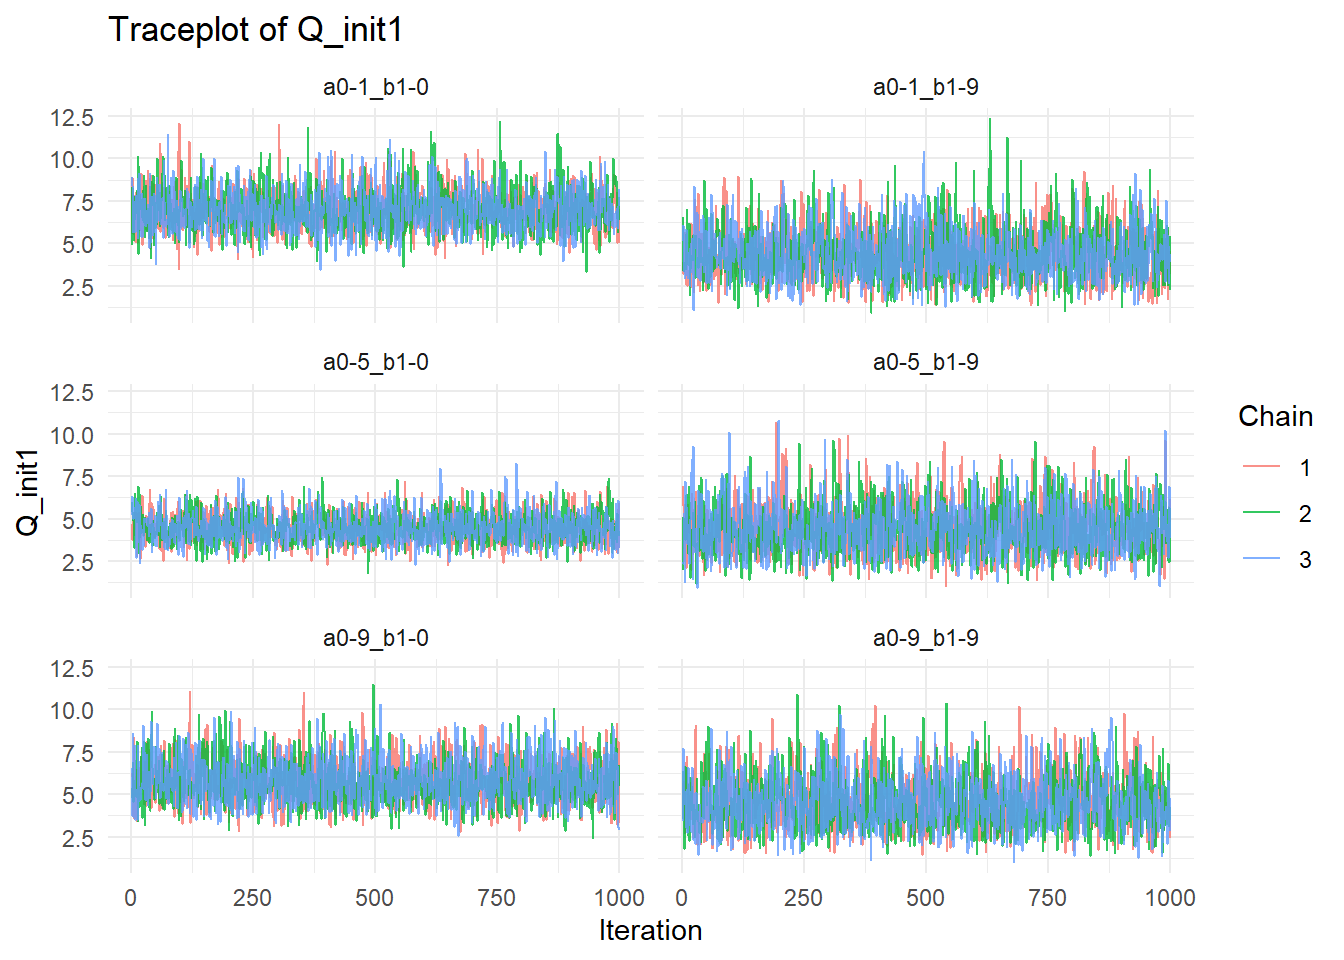 Traceplot of Q_init1
a0-1_b1-0
a0-1_b1-9
12.5
10.0
7.5
5.0
2.5
a0-5_b1-0
a0-5_b1-9
12.5
10.0
7.5
5.0
2.5
Q_init1
Chain
1
2
3
a0-9_b1-0
a0-9_b1-9
12.5
10.0
7.5
5.0
2.5
0 250 500 750 1000 0 250 500 750 1000
Iteration